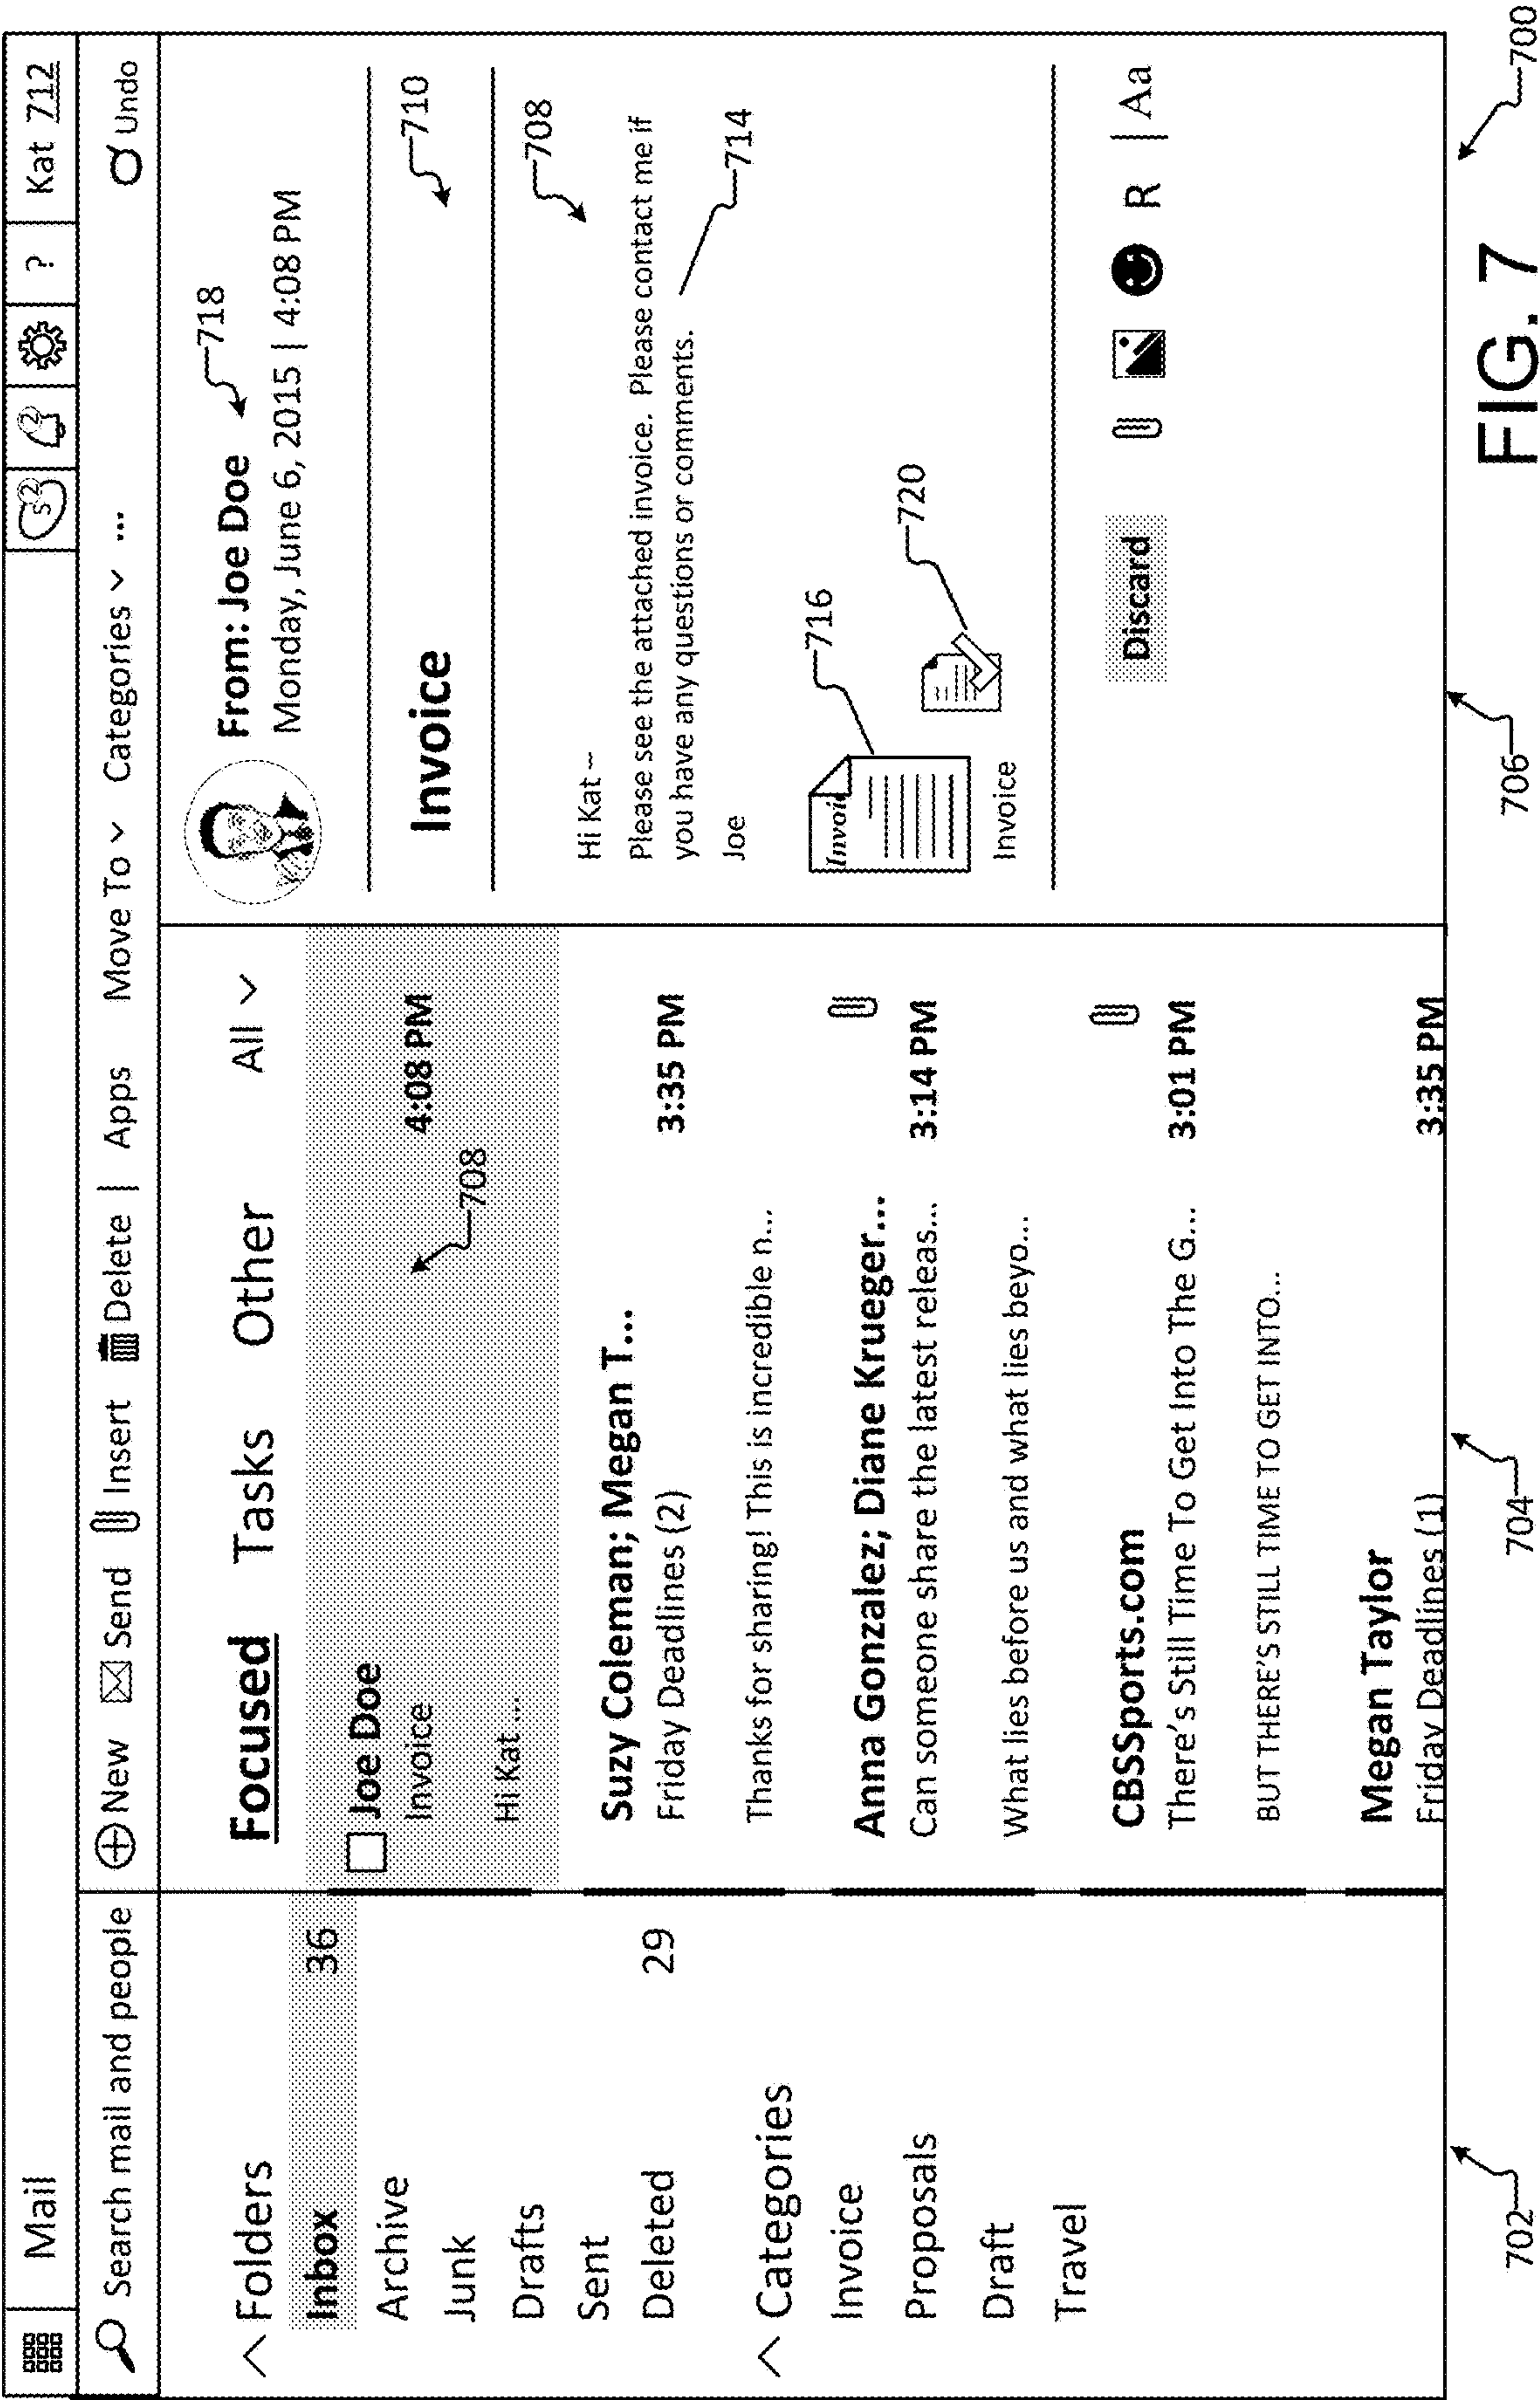 Mail
2
2
?
Kat 712
Search mail and people
New Send Insert Delete | Apps Move To Categories ... Undo
Folders
Inbox 36
Archive
Junk
Drafts
Sent
Deleted 29
Categories
Invoice
Proposals
Draft
Travel
Focused Tasks Other All
Joe Doe
Invoice 4:08 PM
Hi Kat....
708
Suzy Coleman; Megan T...
Friday Deadlines (2) 3:35 PM
Thanks for sharing! This is incredible n...
Anna Gonzalez; Diane Krueger...
Can someone share the latest releas... 3:14 PM
What lies before us and what lies beyo...
CBSSports.com
There's Still Time To Get Into The G... 3:01 PM
BUT THERE'S STILL TIME TO GET INTO...
Megan Taylor
Friday Deadlines (1) 3:35 PM
From: Joe Doe
718
Monday, June 6, 2015 | 4:08 PM
Invoice
710
708
Hi Kat --
Please see the attached invoice. Please contact me if
you have any questions or comments.
714
Joe
Invoi
716
720
Invoice
Discard R | Aa
702
704
706
700
FIG. 7